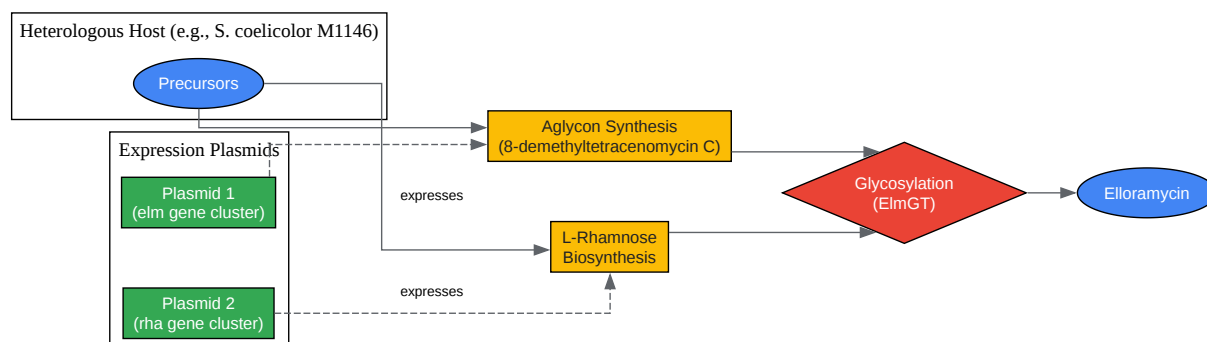 Heterologous Host (e.g., S. coelicolor M1146)
Precursors
Expression Plasmids
Plasmid 1
(elm gene cluster)
Plasmid 2
(rha gene cluster)
expresses
expresses
Aglycon Synthesis
(8-demethyltetracenomycin C)
L-Rhamnose
Biosynthesis
Glycosylation
(ElmGT)
Elloramycin